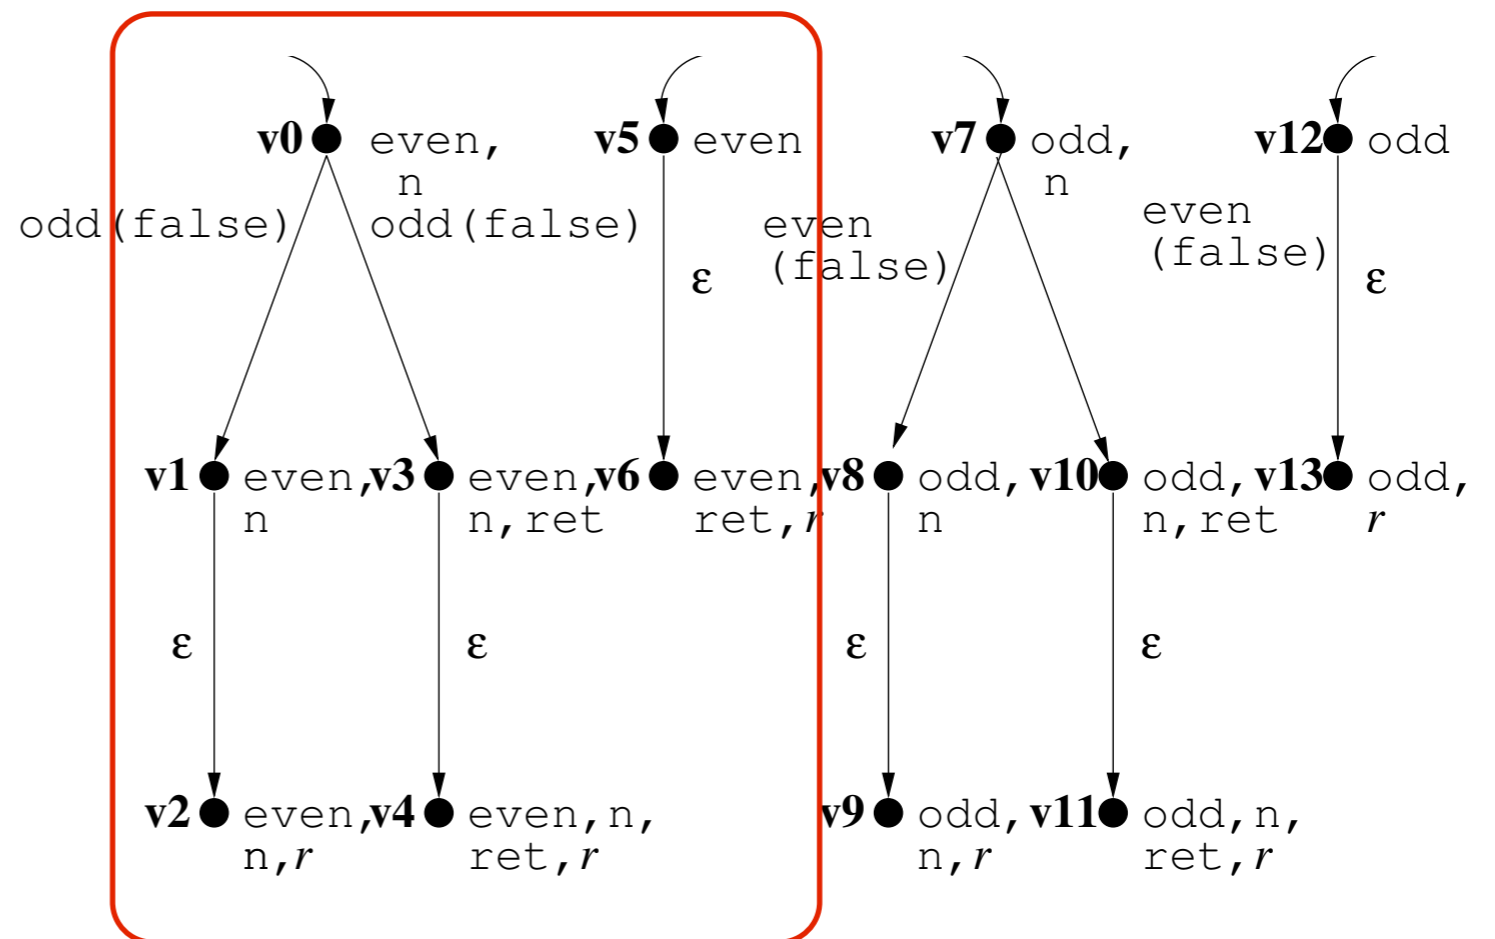 v0 even, v5 even v7 odd, v12 odd
n n
odd(false) odd(false) even even
(false) (false)
ε ε
v1 even, v3 even, v6 even, v8 odd, v10 odd, v13 odd,
n n,ret ret,r n n,ret r
ε ε ε ε
v2 even, v4 even,n, v9 odd, v11 odd,n,
n,r ret,r n,r ret,r